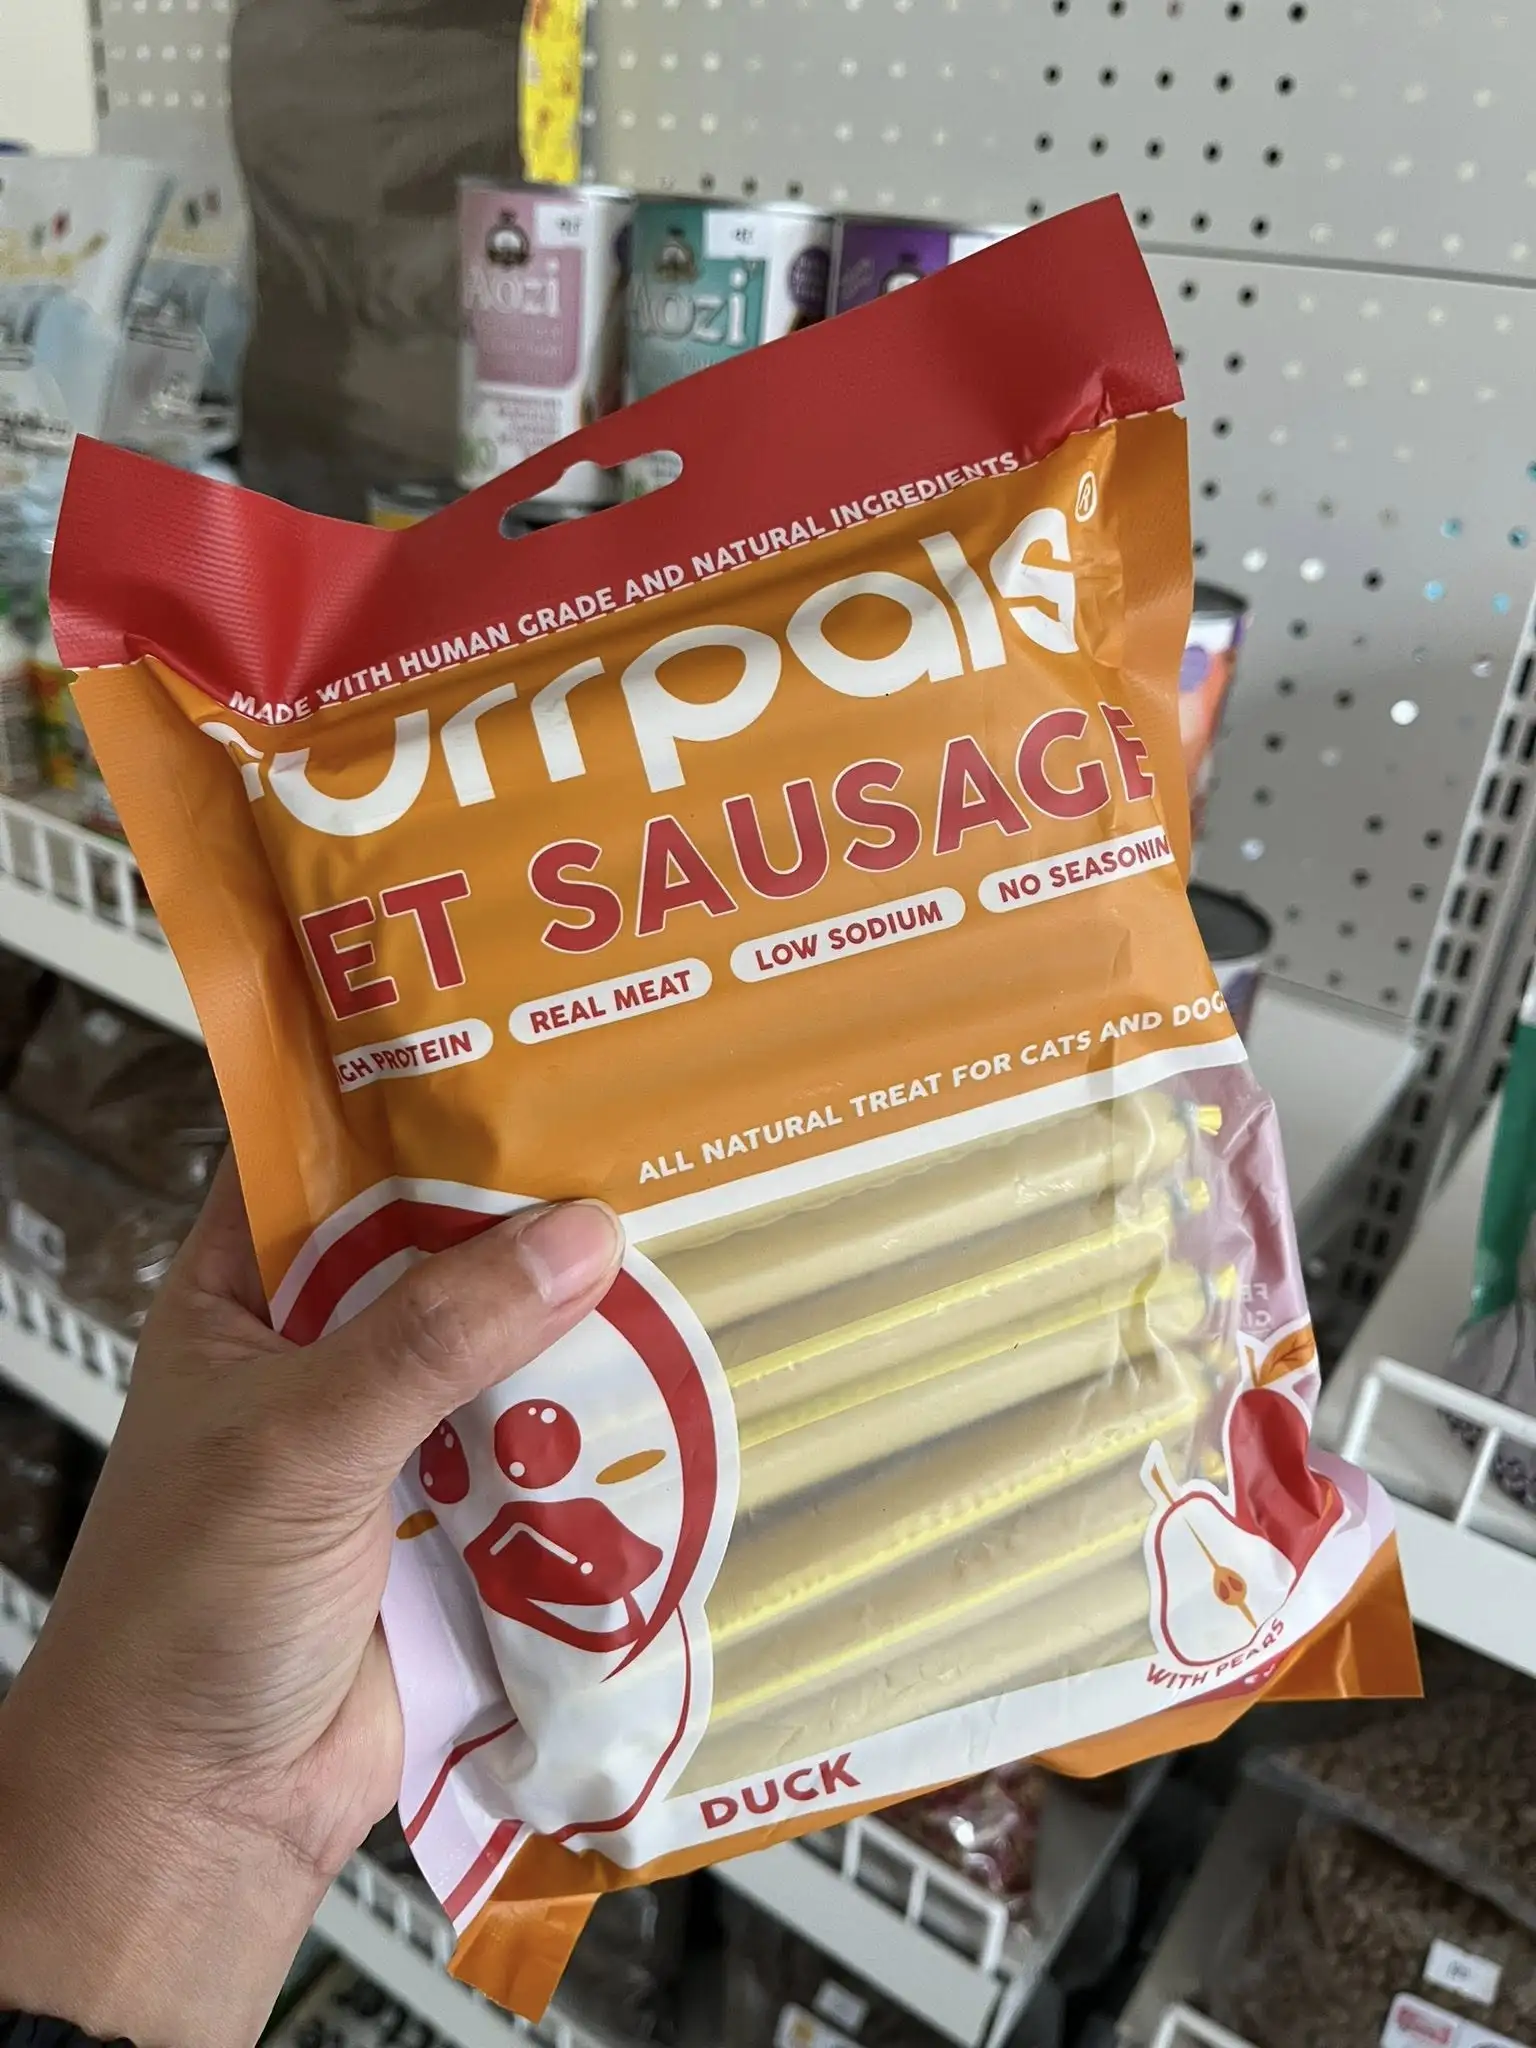 Aozi
Aozi
MADE WITH HUMAN GRADE AND NATURAL INGREDIENTS
urrpals®
ET SAUSAGE
IGH PROTEIN
REAL MEAT
LOW SODIUM
NO SEASONIN
ALL NATURAL TREAT FOR CATS AND DOG
WITH PEARS
DUCK